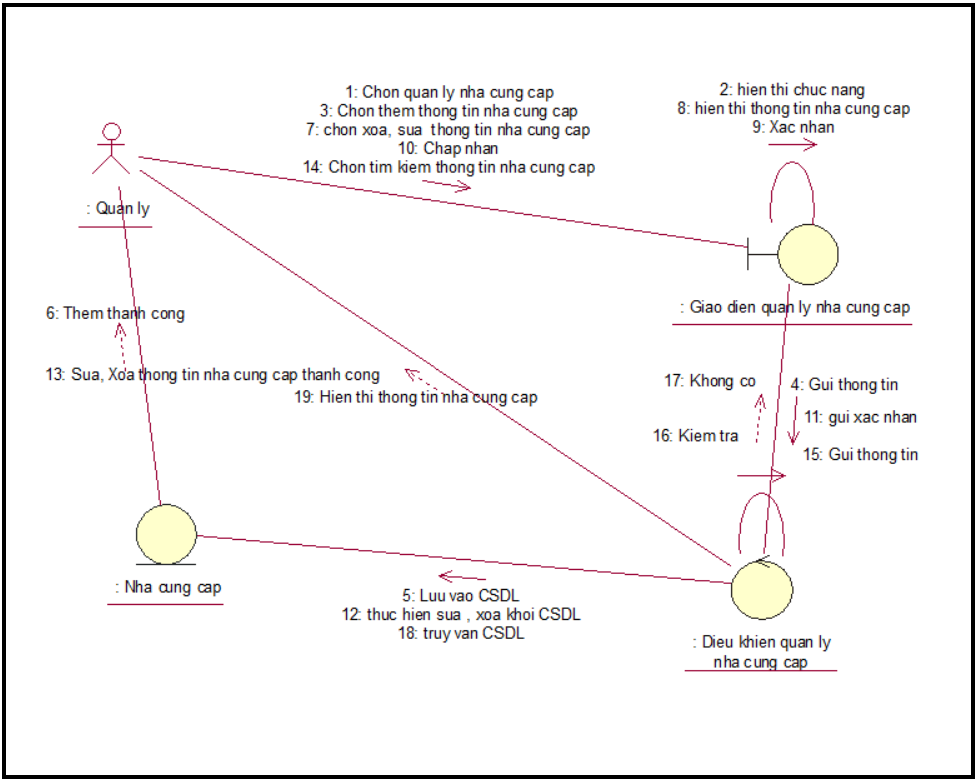 1: Chon quan ly nha cung cap
3: Chon them thong tin nha cung cap
7: chon xoa, sua thong tin nha cung cap
10: Chap nhan
14: Chon tim kiem thong tin nha cung cap
2: hien thi chuc nang
8: hien thi thong tin nha cung cap
9: Xac nhan
: Quan ly
: Giao dien quan ly nha cung cap
6: Them thanh cong
13: Sua, Xoa thong tin nha cung cap thanh cong
19: Hien thi thong tin nha cung cap
17: Khong co
4: Gui thong tin
11: gui xac nhan
16: Kiem tra
15: Gui thong tin
: Nha cung cap
5: Luu vao CSDL
12: thuc hien sua , xoa khoi CSDL
18: truy van CSDL
: Dieu khien quan ly
nha cung cap